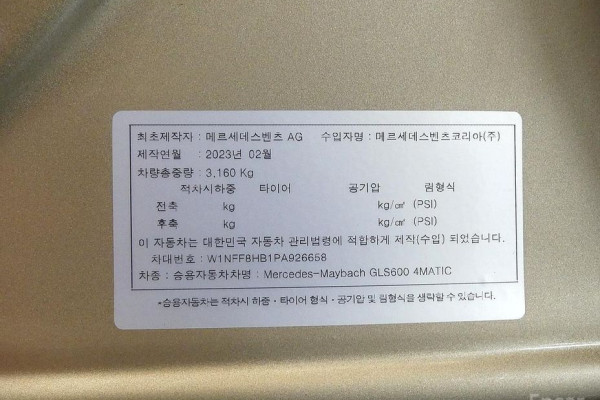 최초제작자 : 메르세데스벤츠 AG 수입자명 : 메르세데스벤츠코리아(주)
제작연월 : 2023년 02월
차량총중량 : 3,160 Kg
적차시하중 타이어 공기압 림형식
전축 kg kg/㎠ (PSI)
후축 kg kg/㎠ (PSI)
이 자동차는 대한민국 자동차 관리법령에 적합하게 제작(수입) 되었습니다.
차대번호 : W1NFF8HB1PA926658
차종 : 승용자동차차명 : Mercedes-Maybach GLS600 4MATIC
*승용자동차는 적차시 하중·타이어 형식·공기압 및 림형식을 생략할 수 있습니다.